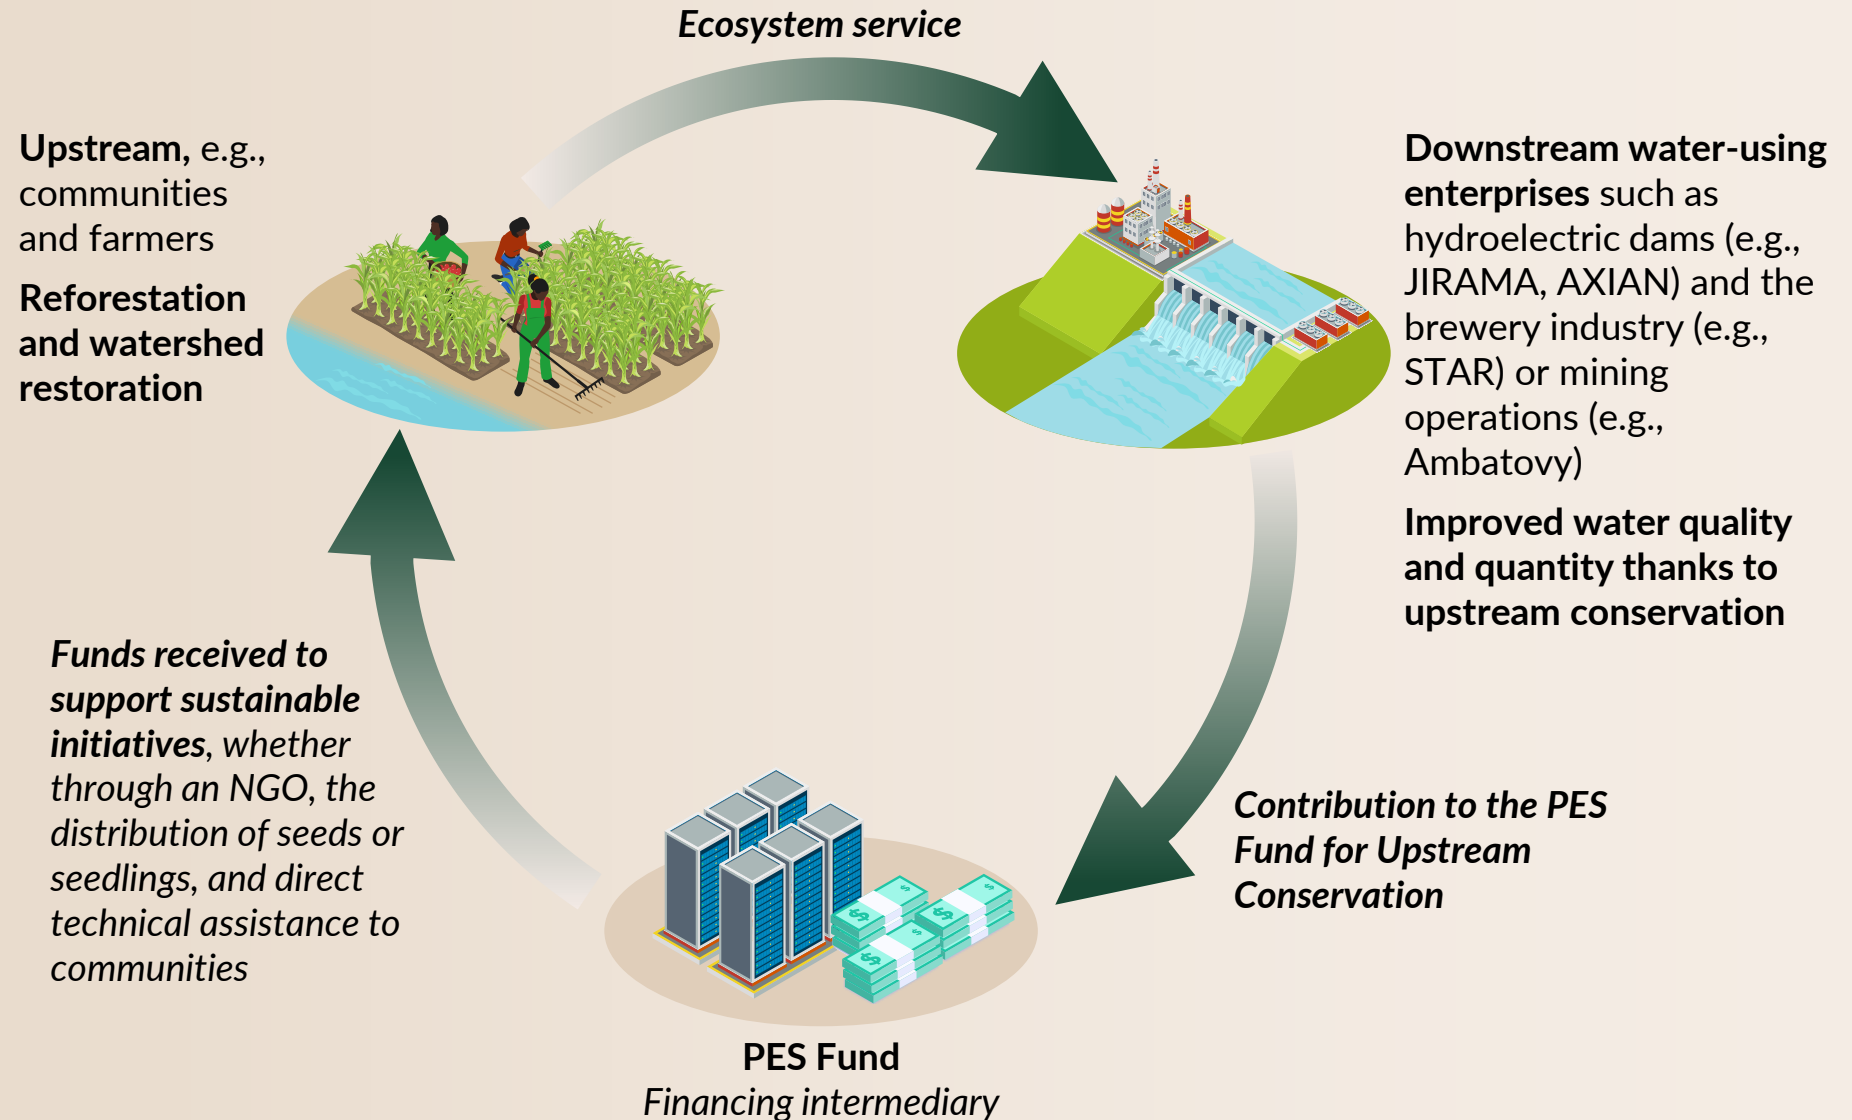 Ecosystem service
Upstream, e.g.,
communities
and farmers
Reforestation
and watershed
restoration
Downstream water-using
enterprises such as
hydroelectric dams (e.g.,
JIRAMA, AXIAN) and the
brewery industry (e.g.,
STAR) or mining
operations (e.g.,
Ambatovy)
Improved water quality
and quantity thanks to
upstream conservation
Funds received to
support sustainable
initiatives, whether
through an NGO, the
distribution of seeds or
seedlings, and direct
technical assistance to
communities
Contribution to the PES
Fund for Upstream
Conservation
PES Fund
Financing intermediary